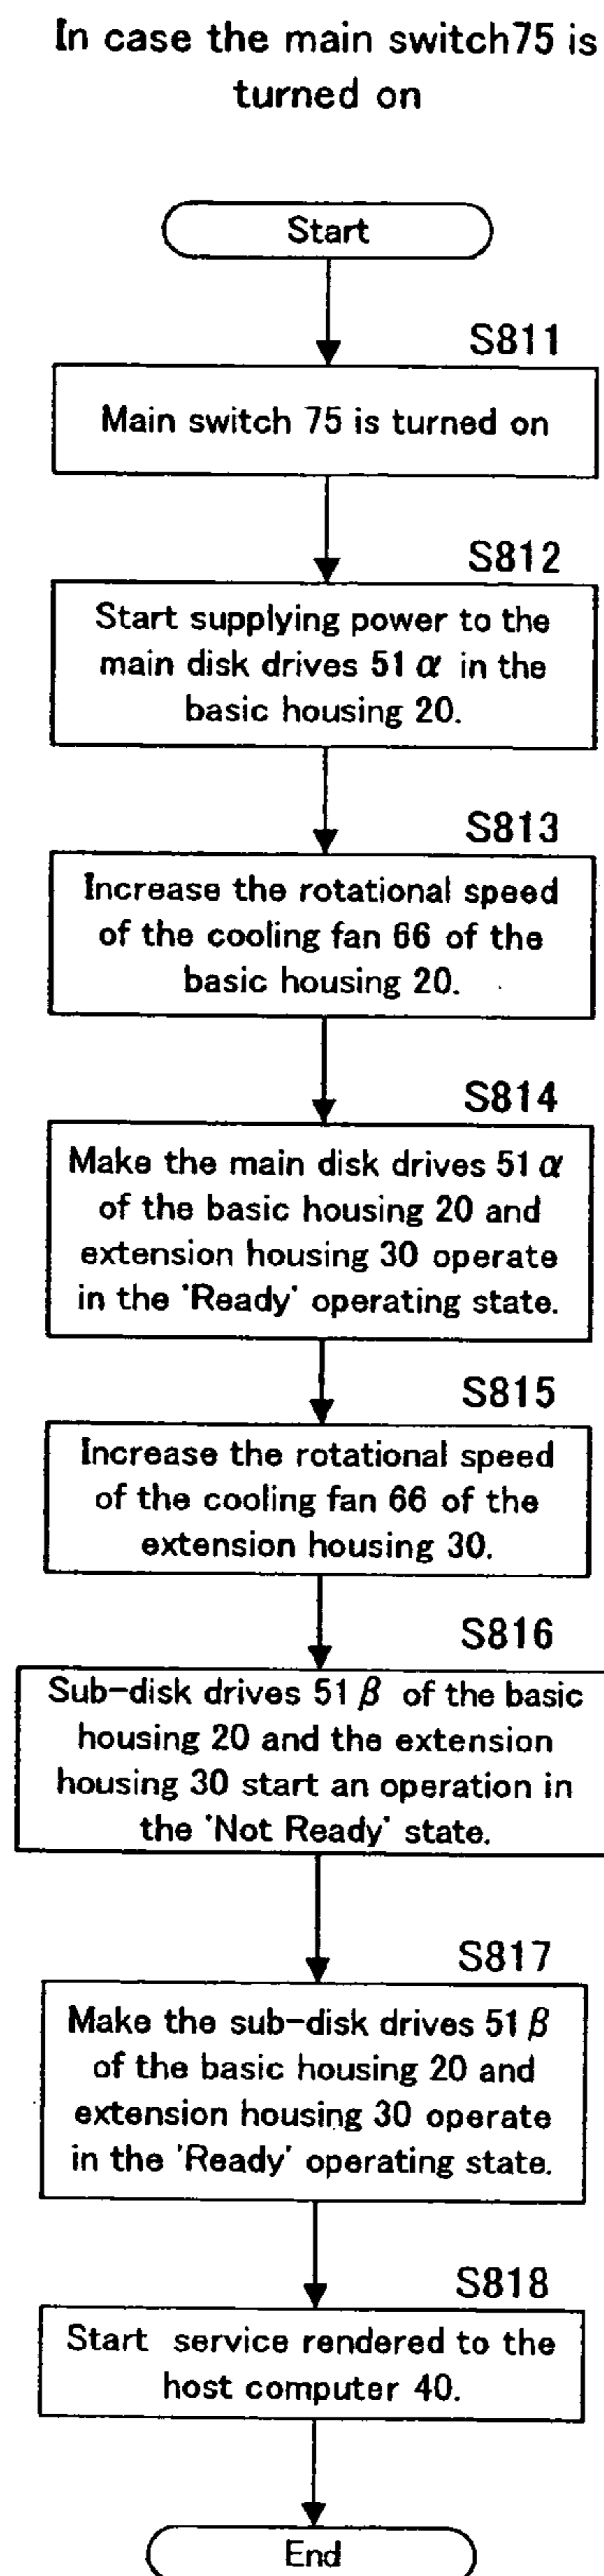 In case the main switch75 is
turned on
Start
S811
Main switch 75 is turned on
S812
Start supplying power to the
main disk drives 51α in the
basic housing 20.
S813
Increase the rotational speed
of the cooling fan 66 of the
basic housing 20.
S814
Make the main disk drives 51α
of the basic housing 20 and
extension housing 30 operate
in the 'Ready' operating state.
S815
Increase the rotational speed
of the cooling fan 66 of the
extension housing 30.
S816
Sub-disk drives 51β of the basic
housing 20 and the extension
housing 30 start an operation in
the 'Not Ready' state.
S817
Make the sub-disk drives 51β
of the basic housing 20 and
extension housing 30 operate
in the 'Ready' operating state.
S818
Start service rendered to the
host computer 40.
End